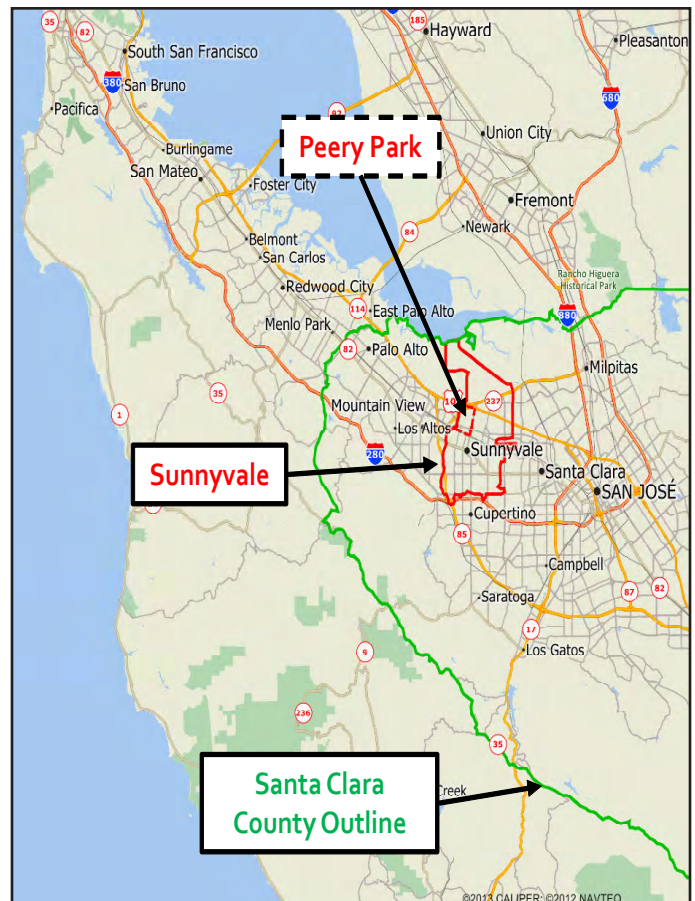 35
82
185
Hayward
South San Francisco
Pleasanton
380
San Bruno
680
Pacifica
92
Union City
Peery Park
Burlingame
San Mateo
Foster City
Fremont
Newark
84
Belmont
San Carlos
Rancho Higuera
Historical Park
Redwood City
114
East Palo Alto
880
Menlo Park
82
Palo Alto
Milpitas
35
237
1
Mountain View
Los Altos
280
Sunnyvale
Sunnyvale
Santa Clara
SAN JOSÉ
Cupertino
85
Campbell
87
82
Saratoga
17
Los Gatos
9
236
35
Santa Clara
County Outline
Creek
©2013 CALIPER; ©2012 NAVTEQ